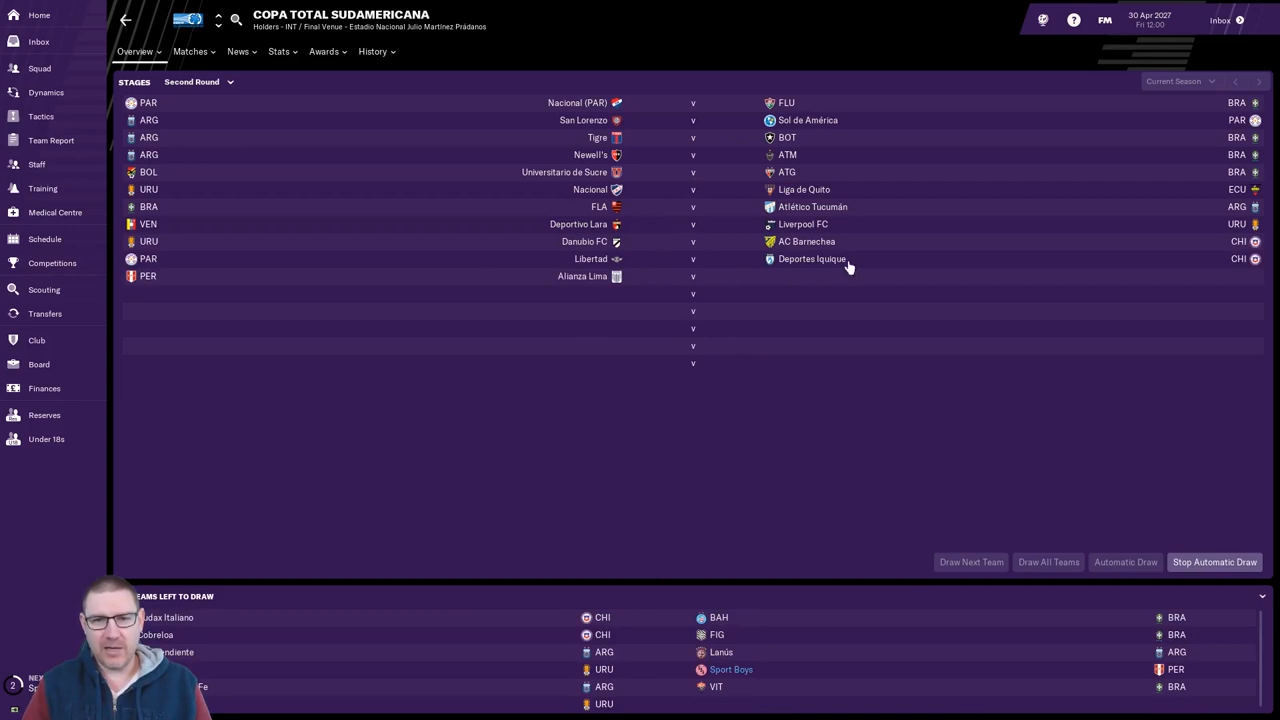 Home
COPA TOTAL SUDAMERICANA
Holders - INT / Final Venue - Estadio Nacional Julio Martínez Prádanos
FM
30 Apr 2027
Fri 12:00
Inbox
Inbox
Overview
Matches
News
Stats
Awards
History
Squad
Dynamics
Tactics
Team Report
Staff
Training
Medical Centre
Schedule
Competitions
Scouting
Transfers
Club
Board
Finances
Reserves
Under 18s
STAGES Second Round
Current Season
PAR Nacional (PAR) v FLU BRA
ARG San Lorenzo v Sol de América PAR
ARG Tigre v BOT BRA
ARG Newell's v ATM BRA
BOL Universitario de Sucre v ATG BRA
URU Nacional v Liga de Quito ECU
BRA FLA v Atlético Tucumán ARG
VEN Deportivo Lara v Liverpool FC URU
URU Danubio FC v AC Barnechea CHI
PAR Libertad v Deportes Iquique CHI
PER Alianza Lima v
v
v
v
v
v
Draw Next Team
Draw All Teams
Automatic Draw
Stop Automatic Draw
EAMS LEFT TO DRAW
udax Italiano CHI BAH BRA
Cobreloa CHI FIG BRA
endiente ARG Lanús ARG
URU Sport Boys PER
Fe ARG VIT BRA
URU
2
NE